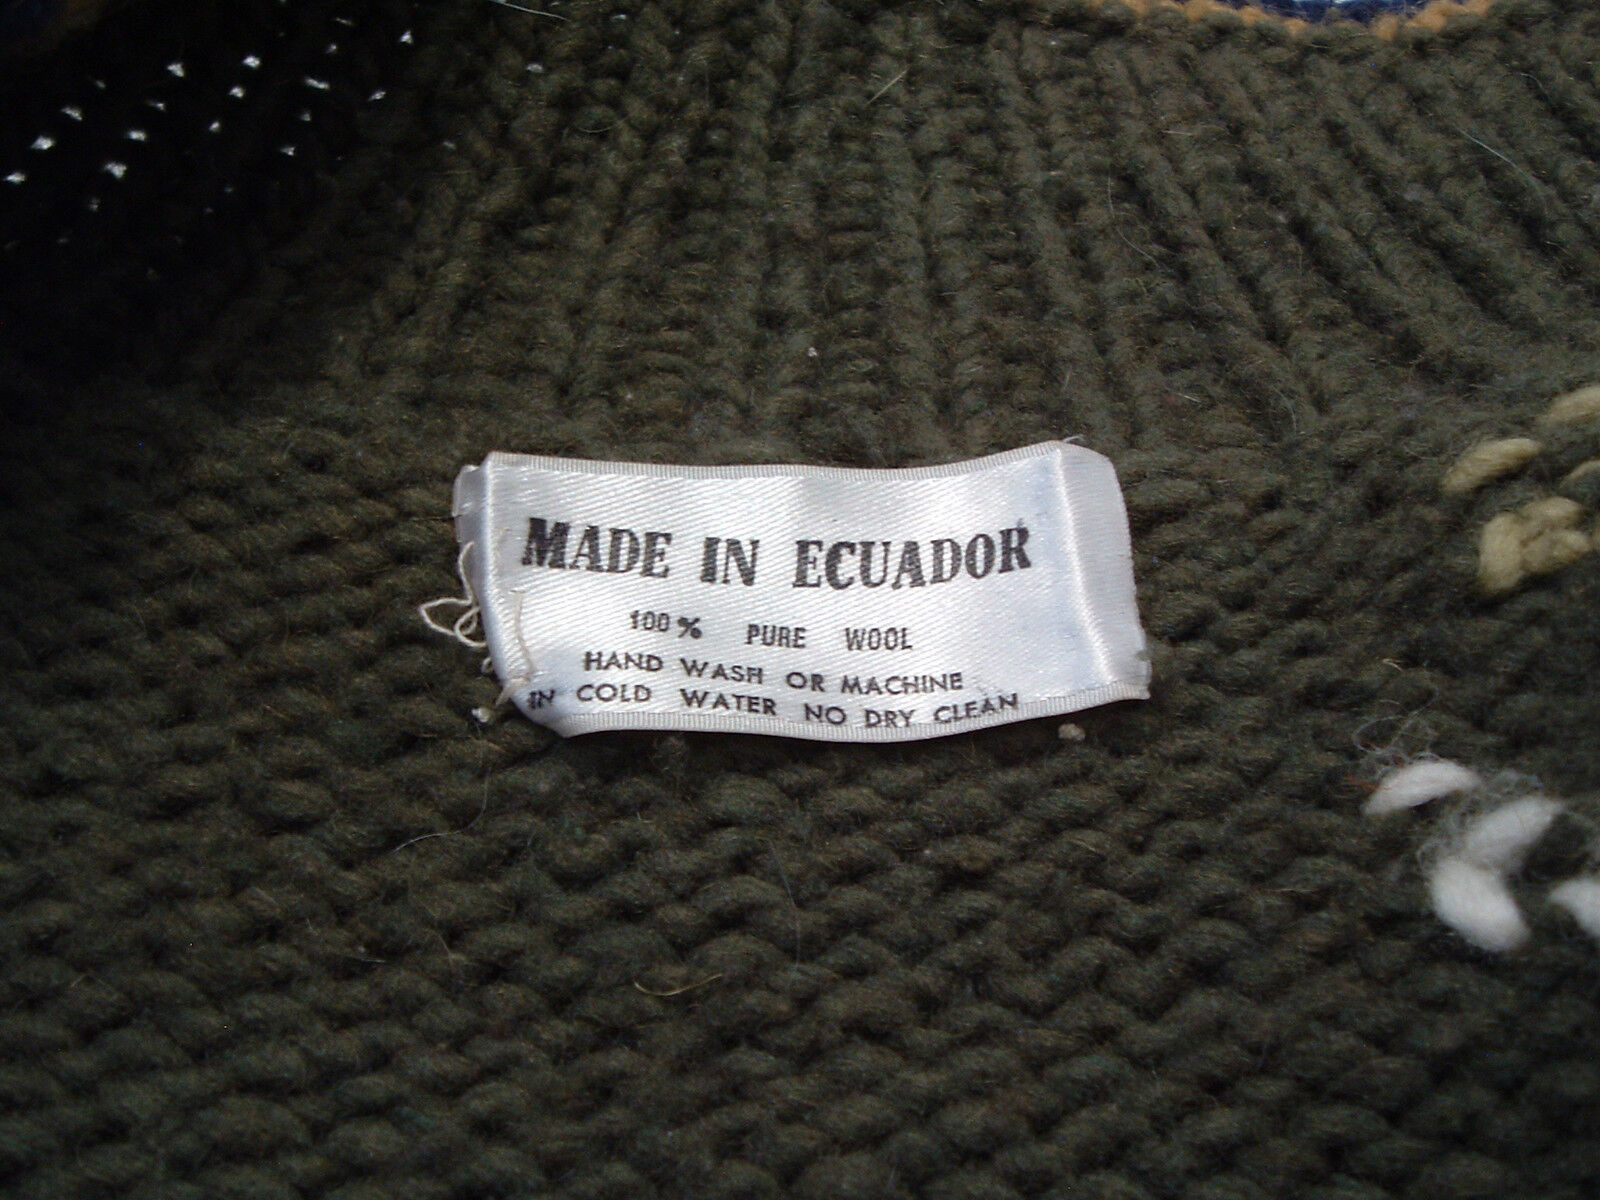 MADE IN ECUADOR
100% PURE WOOL
HAND WASH OR MACHINE
IN COLD WATER NO DRY CLEAN